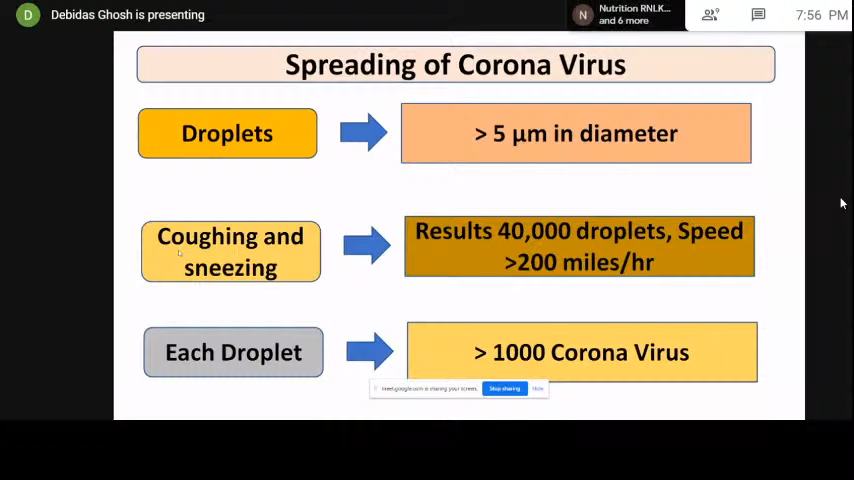 D Debidas Ghosh is presenting
N Nutrition RNLK...
and 6 more
9
7:56 PM
Spreading of Corona Virus
Droplets
> 5 µm in diameter
Coughing and
sneezing
Results 40,000 droplets, Speed
>200 miles/hr
Each Droplet
> 1000 Corona Virus
meet.google.com is sharing your screen.
Stop sharing
Hide